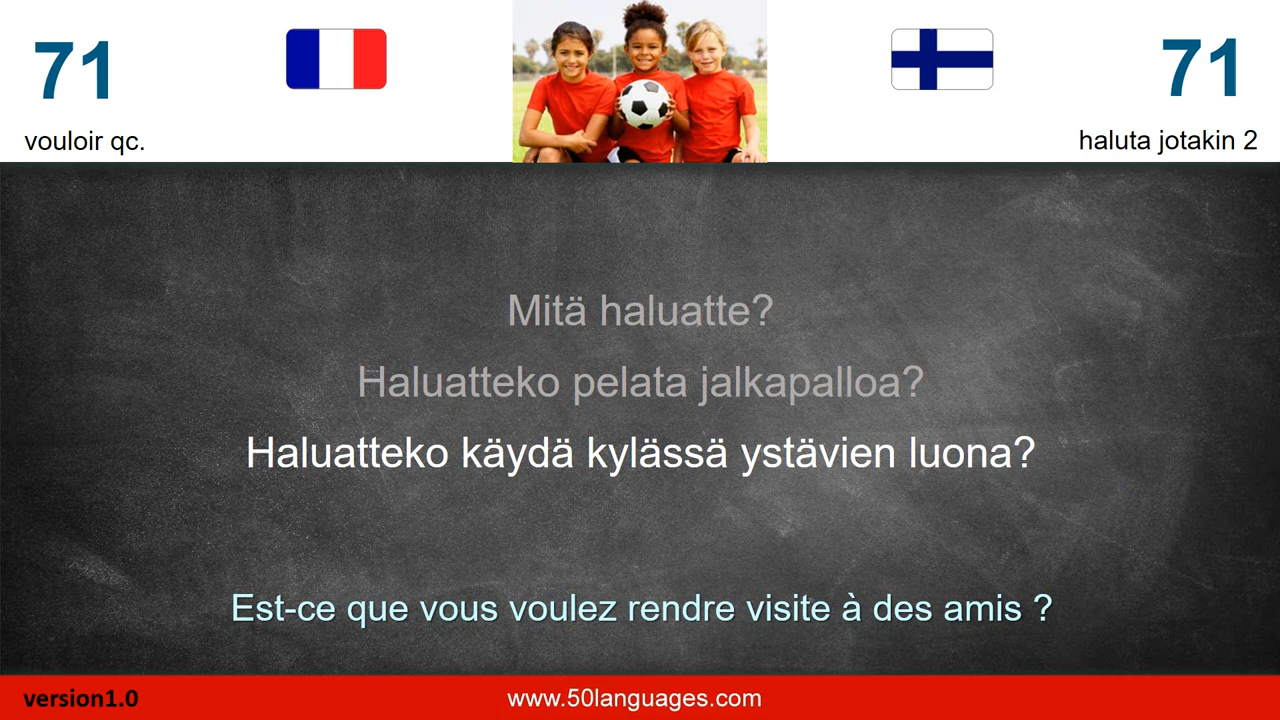 71
71
vouloir qc.
haluta jotakin 2
Mitä haluatte?
Haluatteko pelata jalkapalloa?
Haluatteko käydä kylässä ystävien luona?
Est-ce que vous voulez rendre visite à des amis ?
version1.0
www.50languages.com